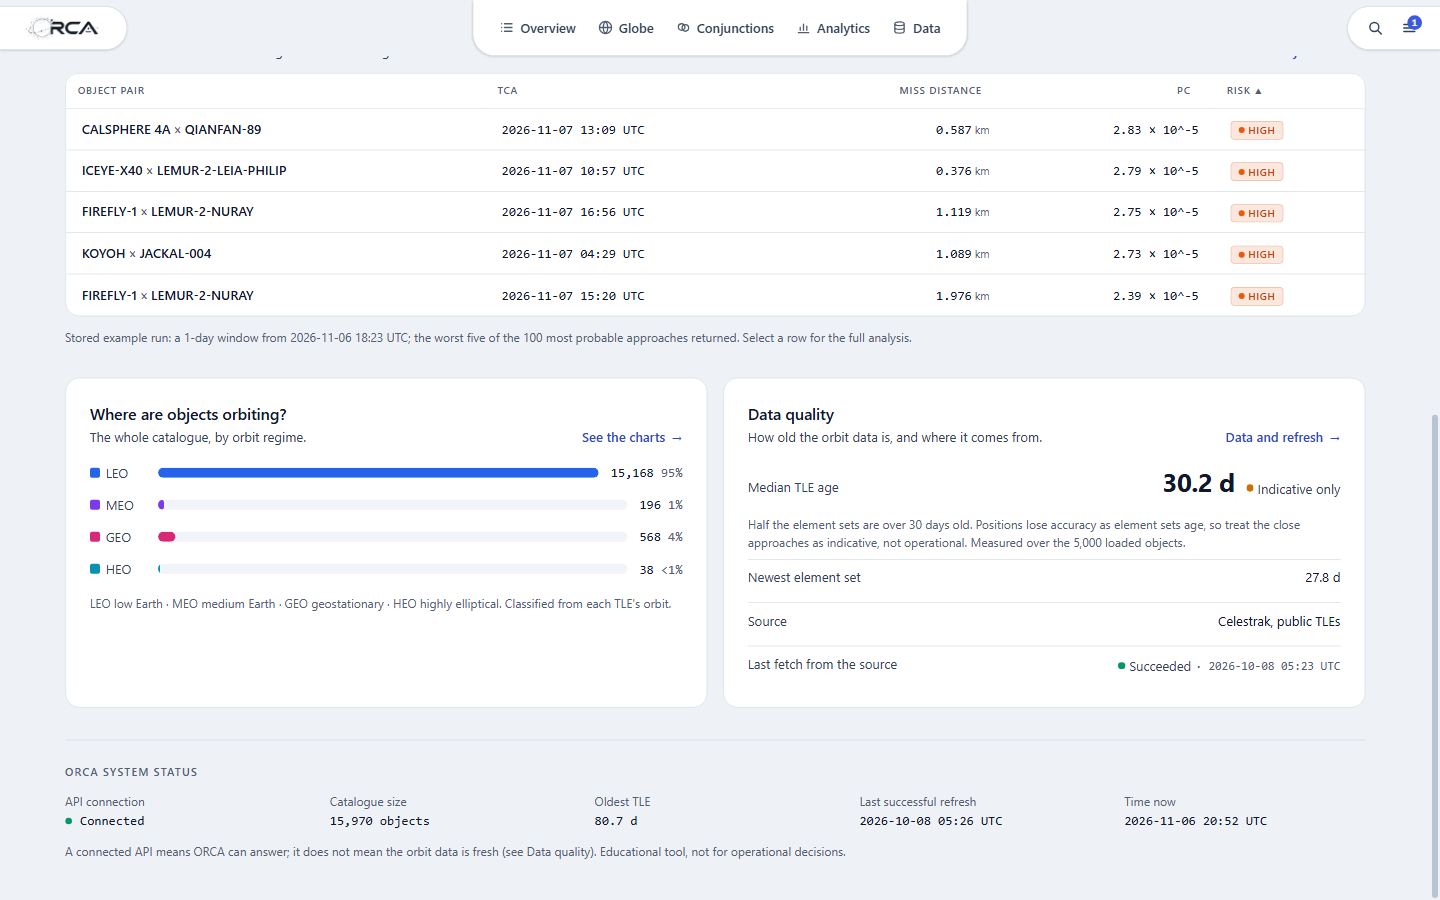 ORCA
Overview
Globe
Conjunctions
Analytics
Data
1
OBJECT PAIR TCA MISS DISTANCE PC RISK ▲
CALSPHERE 4A × QIANFAN-89 2026-11-07 13:09 UTC 0.587 km 2.83 × 10^-5 HIGH
ICEYE-X40 × LEMUR-2-LEIA-PHILIP 2026-11-07 10:57 UTC 0.376 km 2.79 × 10^-5 HIGH
FIREFLY-1 × LEMUR-2-NURAY 2026-11-07 16:56 UTC 1.119 km 2.75 × 10^-5 HIGH
KOYOH × JACKAL-004 2026-11-07 04:29 UTC 1.089 km 2.73 × 10^-5 HIGH
FIREFLY-1 × LEMUR-2-NURAY 2026-11-07 15:20 UTC 1.976 km 2.39 × 10^-5 HIGH
Stored example run: a 1-day window from 2026-11-06 18:23 UTC; the worst five of the 100 most probable approaches returned. Select a row for the full analysis.
Where are objects orbiting?
The whole catalogue, by orbit regime.
See the charts →
LEO 15,168 95%
MEO 196 1%
GEO 568 4%
HEO 38 <1%
LEO low Earth · MEO medium Earth · GEO geostationary · HEO highly elliptical. Classified from each TLE's orbit.
Data quality
How old the orbit data is, and where it comes from.
Data and refresh →
Median TLE age 30.2 d Indicative only
Half the element sets are over 30 days old. Positions lose accuracy as element sets age, so treat the close
approaches as indicative, not operational. Measured over the 5,000 loaded objects.
Newest element set 27.8 d
Source Celestrak, public TLEs
Last fetch from the source Succeeded · 2026-10-08 05:23 UTC
ORCA SYSTEM STATUS
API connection Catalogue size Oldest TLE Last successful refresh Time now
Connected 15,970 objects 80.7 d 2026-10-08 05:26 UTC 2026-11-06 20:52 UTC
A connected API means ORCA can answer; it does not mean the orbit data is fresh (see Data quality). Educational tool, not for operational decisions.